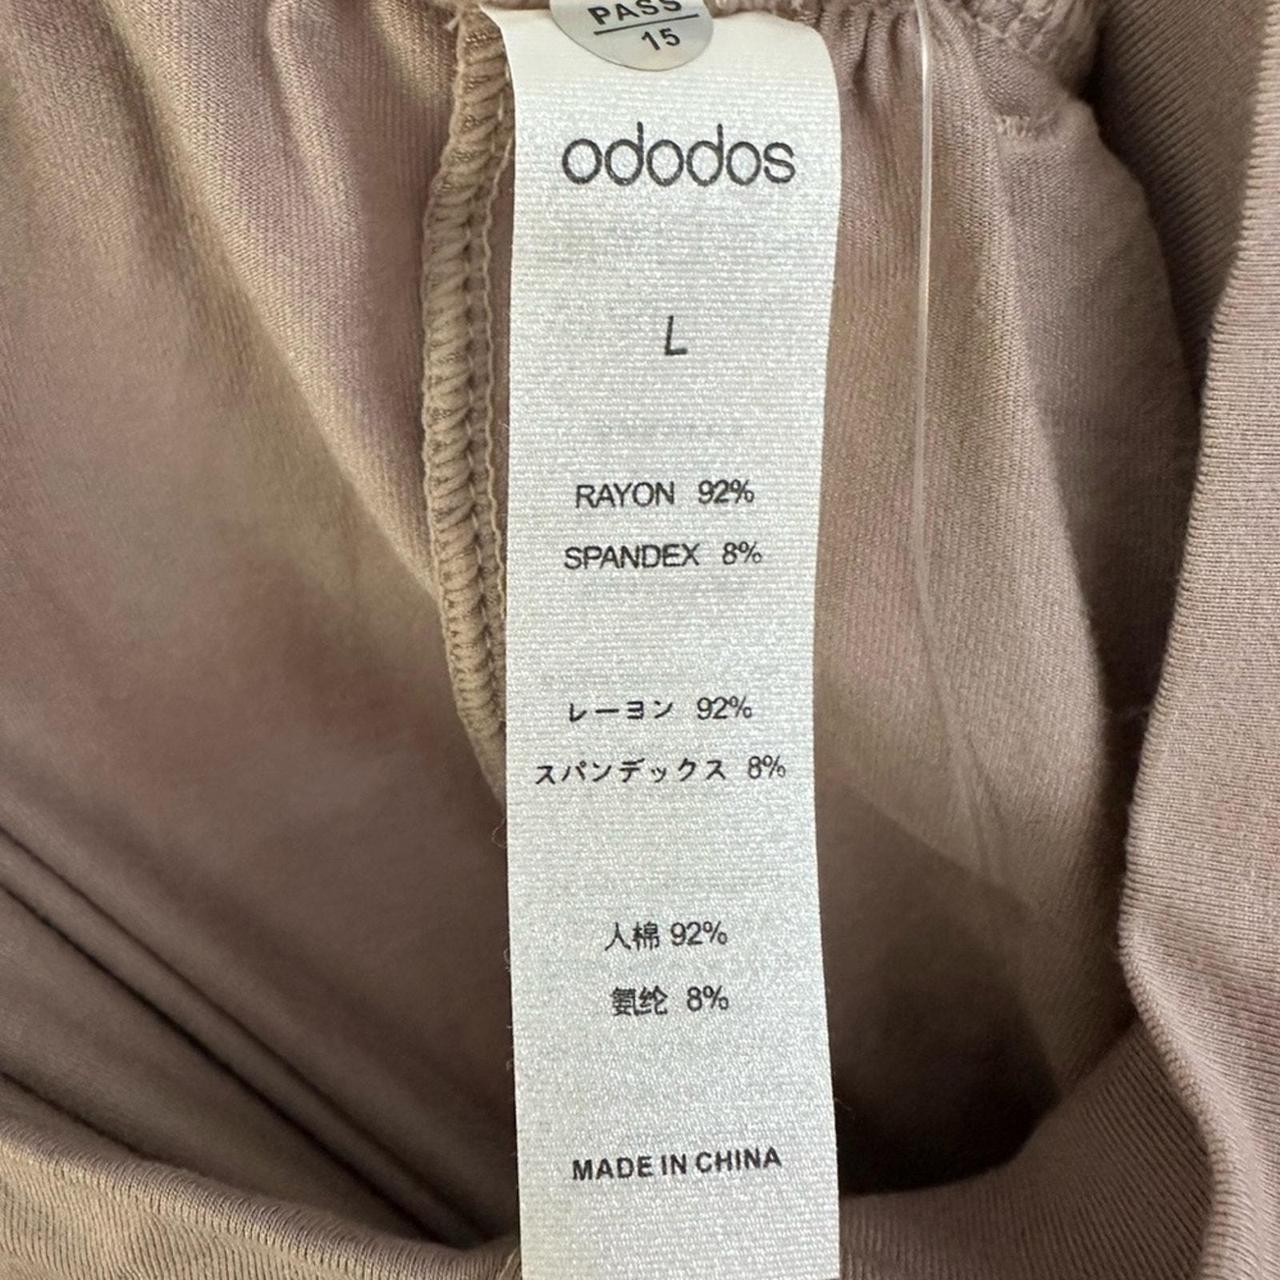 PASS
15
ododos
L
RAYON 92%
SPANDEX 8%
レーヨン 92%
スパンデックス 8%
人棉 92%
氨纶 8%
MADE IN CHINA